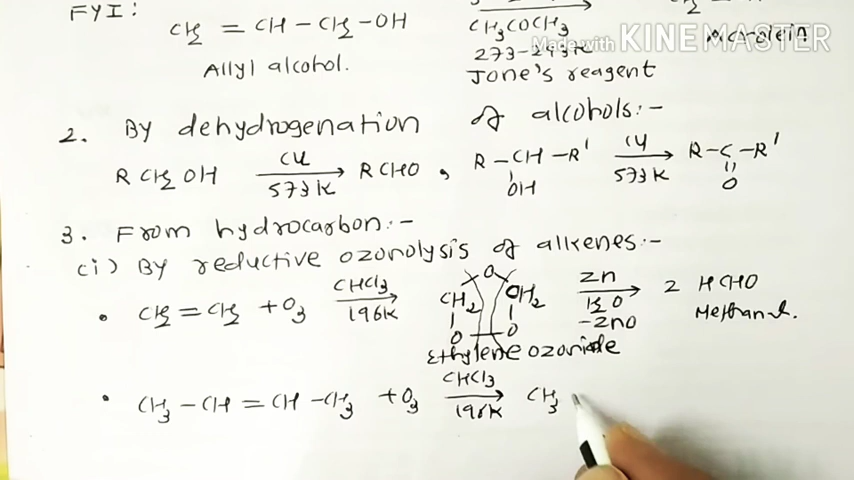 FYI:
CH2 = CH - CH2 - OH
CH3COCH3
273-293K
Acrolein
Allyl alcohol.
Jone's reagent
Made with KINEMASTER
2. By dehydrogenation of alcohols:-
RCH2OH Cu 573K RCHO, R-CH-R' Cu 573K R-C-R'
OH O
3. From hydrocarbon:-
(i) By reductive ozonolysis of alkenes:-
• CH2=CH2 + O3 CHCl3 196K CH2 O CH2 O O Zn H2O -ZnO 2 HCHO
Methanal.
Ethylene ozonide
• CH3-CH=CH-CH3 + O3 CHCl3 196K CH3